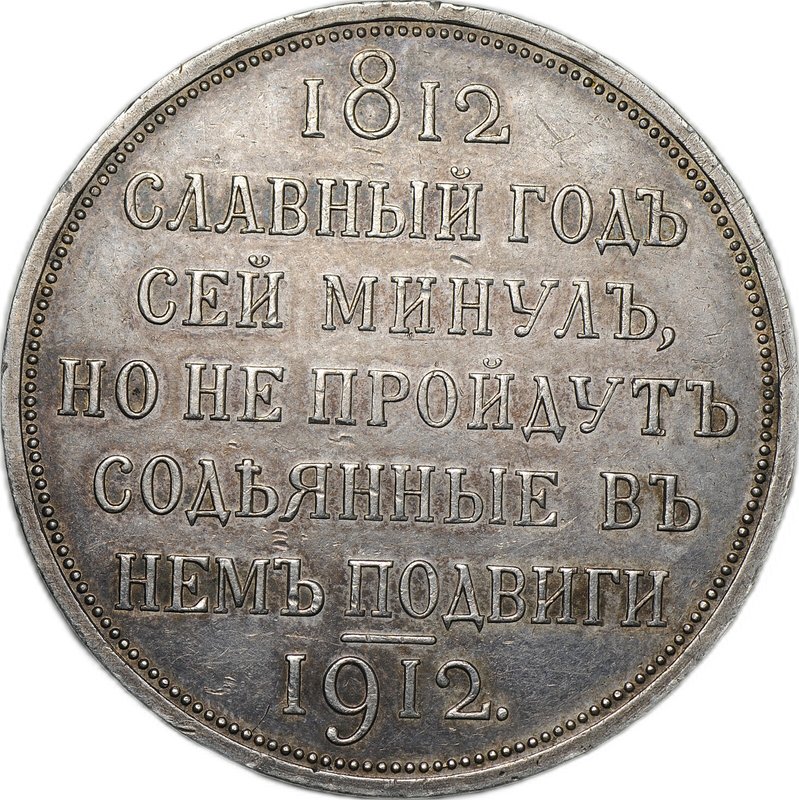 1812
СЛАВНЫЙ ГОДЪ
СЕЙ МИНУЛЪ,
НО НЕ ПРОЙДУТЪ
СОДѢЯННЫЕ ВЪ
НЕМЪ ПОДВИГИ
1912.